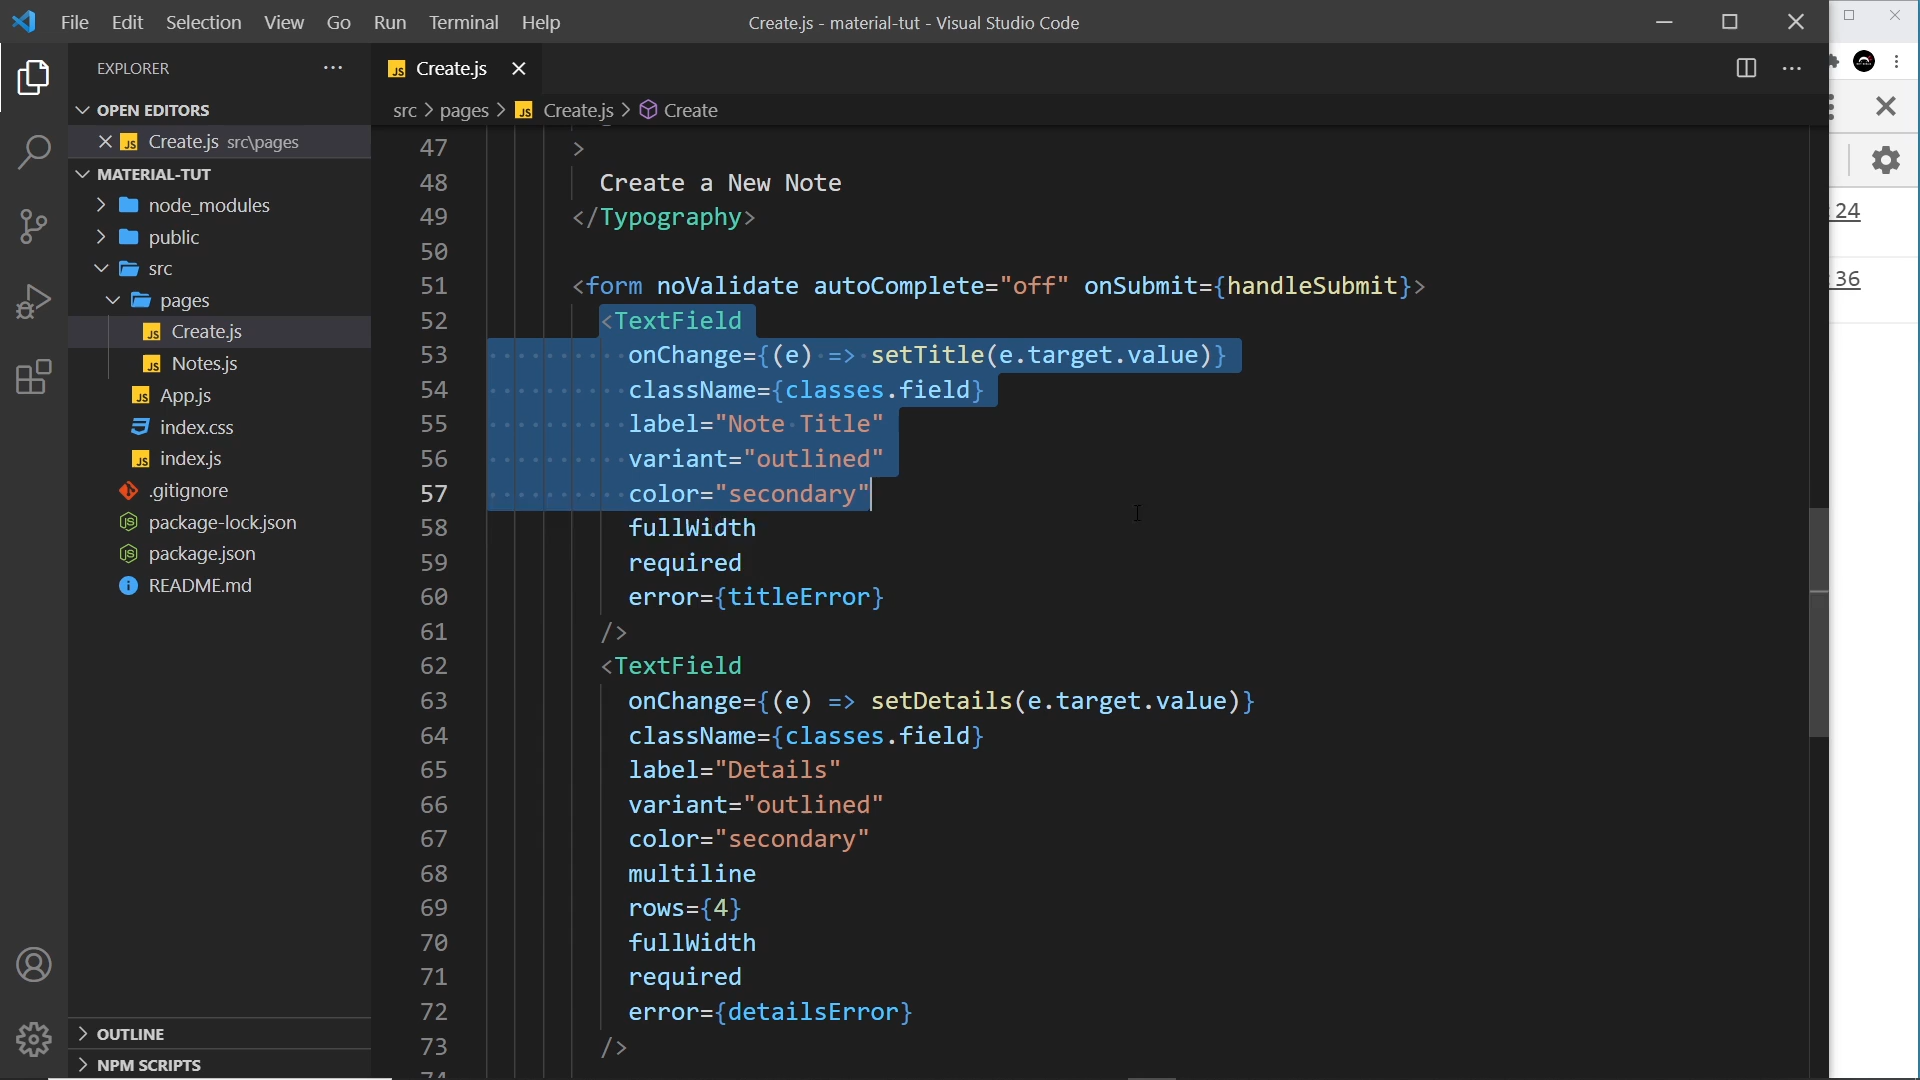 File Edit Selection View Go Run Terminal Help
Create.js - material-tut - Visual Studio Code
EXPLORER
OPEN EDITORS
JS Create.js src\pages
MATERIAL-TUT
node_modules
public
src
pages
JS Create.js
JS Notes.js
JS App.js
index.css
JS index.js
.gitignore
package-lock.json
package.json
README.md
OUTLINE
NPM SCRIPTS
JS Create.js
src > pages > JS Create.js > Create
47 >
48 Create a New Note
49 </Typography>
50
51 <form noValidate autoComplete="off" onSubmit={handleSubmit}>
52 <TextField
53 onChange={(e) => setTitle(e.target.value)}
54 className={classes.field}
55 label="Note Title"
56 variant="outlined"
57 color="secondary"
58 fullWidth
59 required
60 error={titleError}
61 />
62 <TextField
63 onChange={(e) => setDetails(e.target.value)}
64 className={classes.field}
65 label="Details"
66 variant="outlined"
67 color="secondary"
68 multiline
69 rows={4}
70 fullWidth
71 required
72 error={detailsError}
73 />
:24
:36